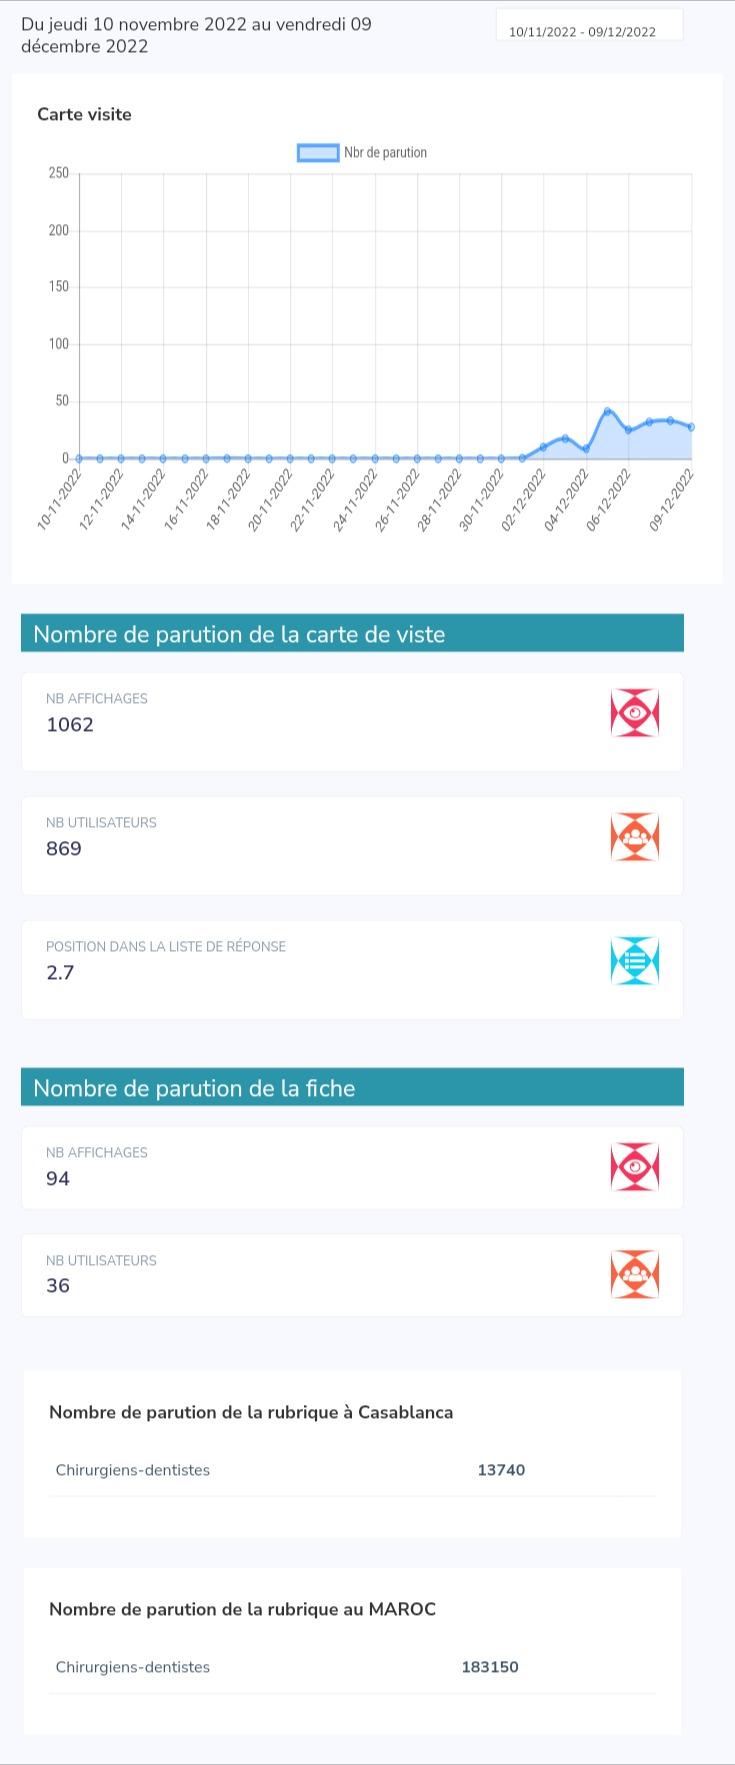 Du jeudi 10 novembre 2022 au vendredi 09
décembre 2022
10/11/2022 - 09/12/2022
Carte visite
Nbr de parution
250
200
150
100
50
0
10-11-2022
12-11-2022
14-11-2022
16-11-2022
18-11-2022
20-11-2022
22-11-2022
24-11-2022
26-11-2022
28-11-2022
30-11-2022
02-12-2022
04-12-2022
06-12-2022
09-12-2022
Nombre de parution de la carte de viste
NB AFFICHAGES
1062
NB UTILISATEURS
869
POSITION DANS LA LISTE DE RÉPONSE
2.7
Nombre de parution de la fiche
NB AFFICHAGES
94
NB UTILISATEURS
36
Nombre de parution de la rubrique à Casablanca
Chirurgiens-dentistes 13740
Nombre de parution de la rubrique au MAROC
Chirurgiens-dentistes 183150